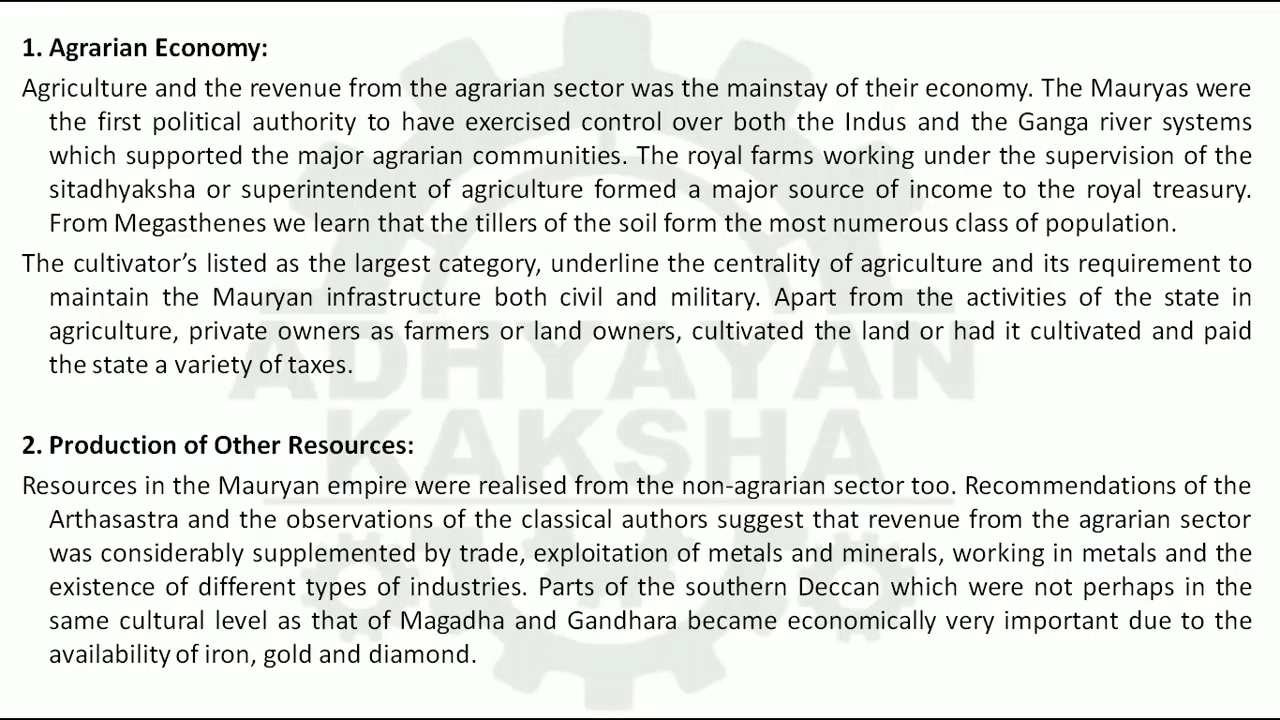 1. Agrarian Economy:
Agriculture and the revenue from the agrarian sector was the mainstay of their economy. The Mauryas were
the first political authority to have exercised control over both the Indus and the Ganga river systems
which supported the major agrarian communities. The royal farms working under the supervision of the
sitadhyaksha or superintendent of agriculture formed a major source of income to the royal treasury.
From Megasthenes we learn that the tillers of the soil form the most numerous class of population.
The cultivator’s listed as the largest category, underline the centrality of agriculture and its requirement to
maintain the Mauryan infrastructure both civil and military. Apart from the activities of the state in
agriculture, private owners as farmers or land owners, cultivated the land or had it cultivated and paid
the state a variety of taxes.
ADHYAYAN
KAKSHA
2. Production of Other Resources:
Resources in the Mauryan empire were realised from the non-agrarian sector too. Recommendations of the
Arthasastra and the observations of the classical authors suggest that revenue from the agrarian sector
was considerably supplemented by trade, exploitation of metals and minerals, working in metals and the
existence of different types of industries. Parts of the southern Deccan which were not perhaps in the
same cultural level as that of Magadha and Gandhara became economically very important due to the
availability of iron, gold and diamond.